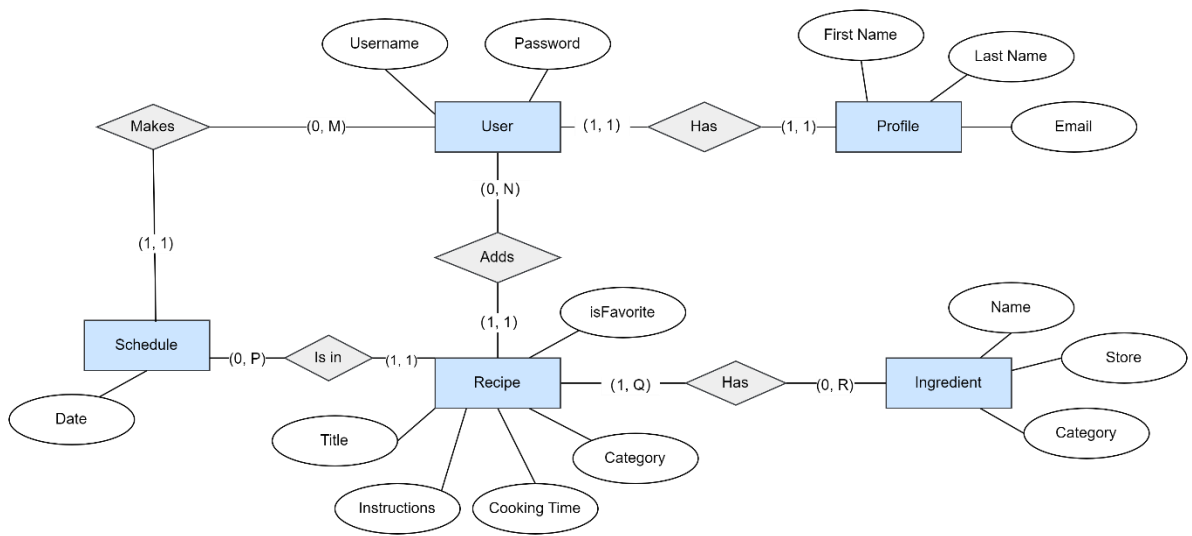 First Name
Username
Password
Last Name
Makes
(0, M)
User
(1, 1)
Has
(1, 1)
Profile
Email
(0, N)
(1, 1)
Adds
isFavorite
Name
(1, 1)
Schedule
(0, P)
Is in
(1, 1)
Recipe
(1, Q)
Has
(0, R)
Ingredient
Store
Date
Title
Category
Category
Instructions
Cooking Time